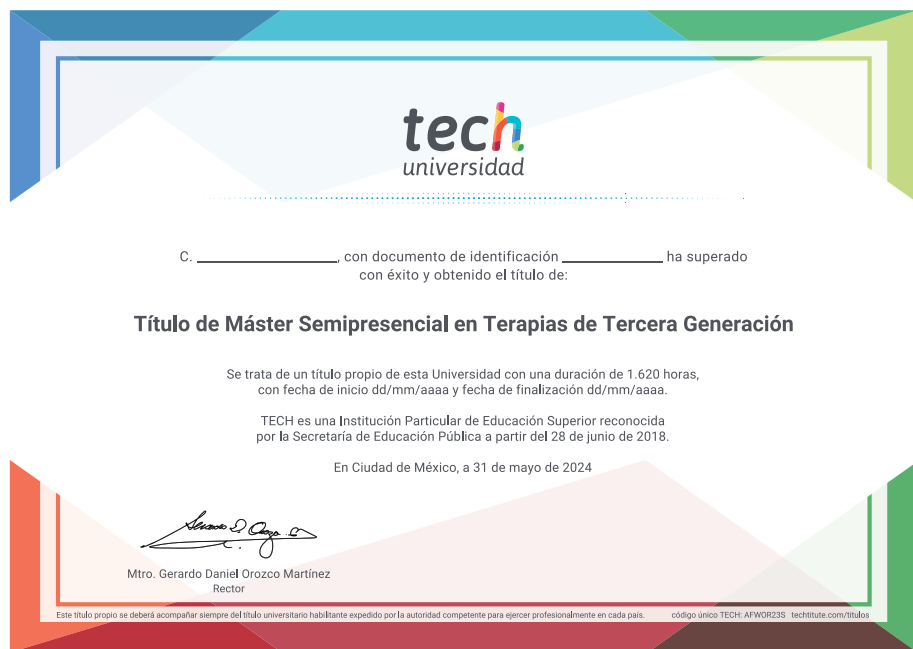 tech
universidad
C. ____________________, con documento de identificación ______________ ha superado
con éxito y obtenido el título de:
Título de Máster Semipresencial en Terapias de Tercera Generación
Se trata de un título propio de esta Universidad con una duración de 1.620 horas,
con fecha de inicio dd/mm/aaaa y fecha de finalización dd/mm/aaaa.
TECH es una Institución Particular de Educación Superior reconocida
por la Secretaría de Educación Pública a partir del 28 de junio de 2018.
En Ciudad de México, a 31 de mayo de 2024
Mtro. Gerardo Daniel Orozco Martínez
Rector
Este título propio se deberá acompañar siempre del título universitario habilitante expedido por la autoridad competente para ejercer profesionalmente en cada país. código único TECH: AFWOR23S techtitute.com/titulos